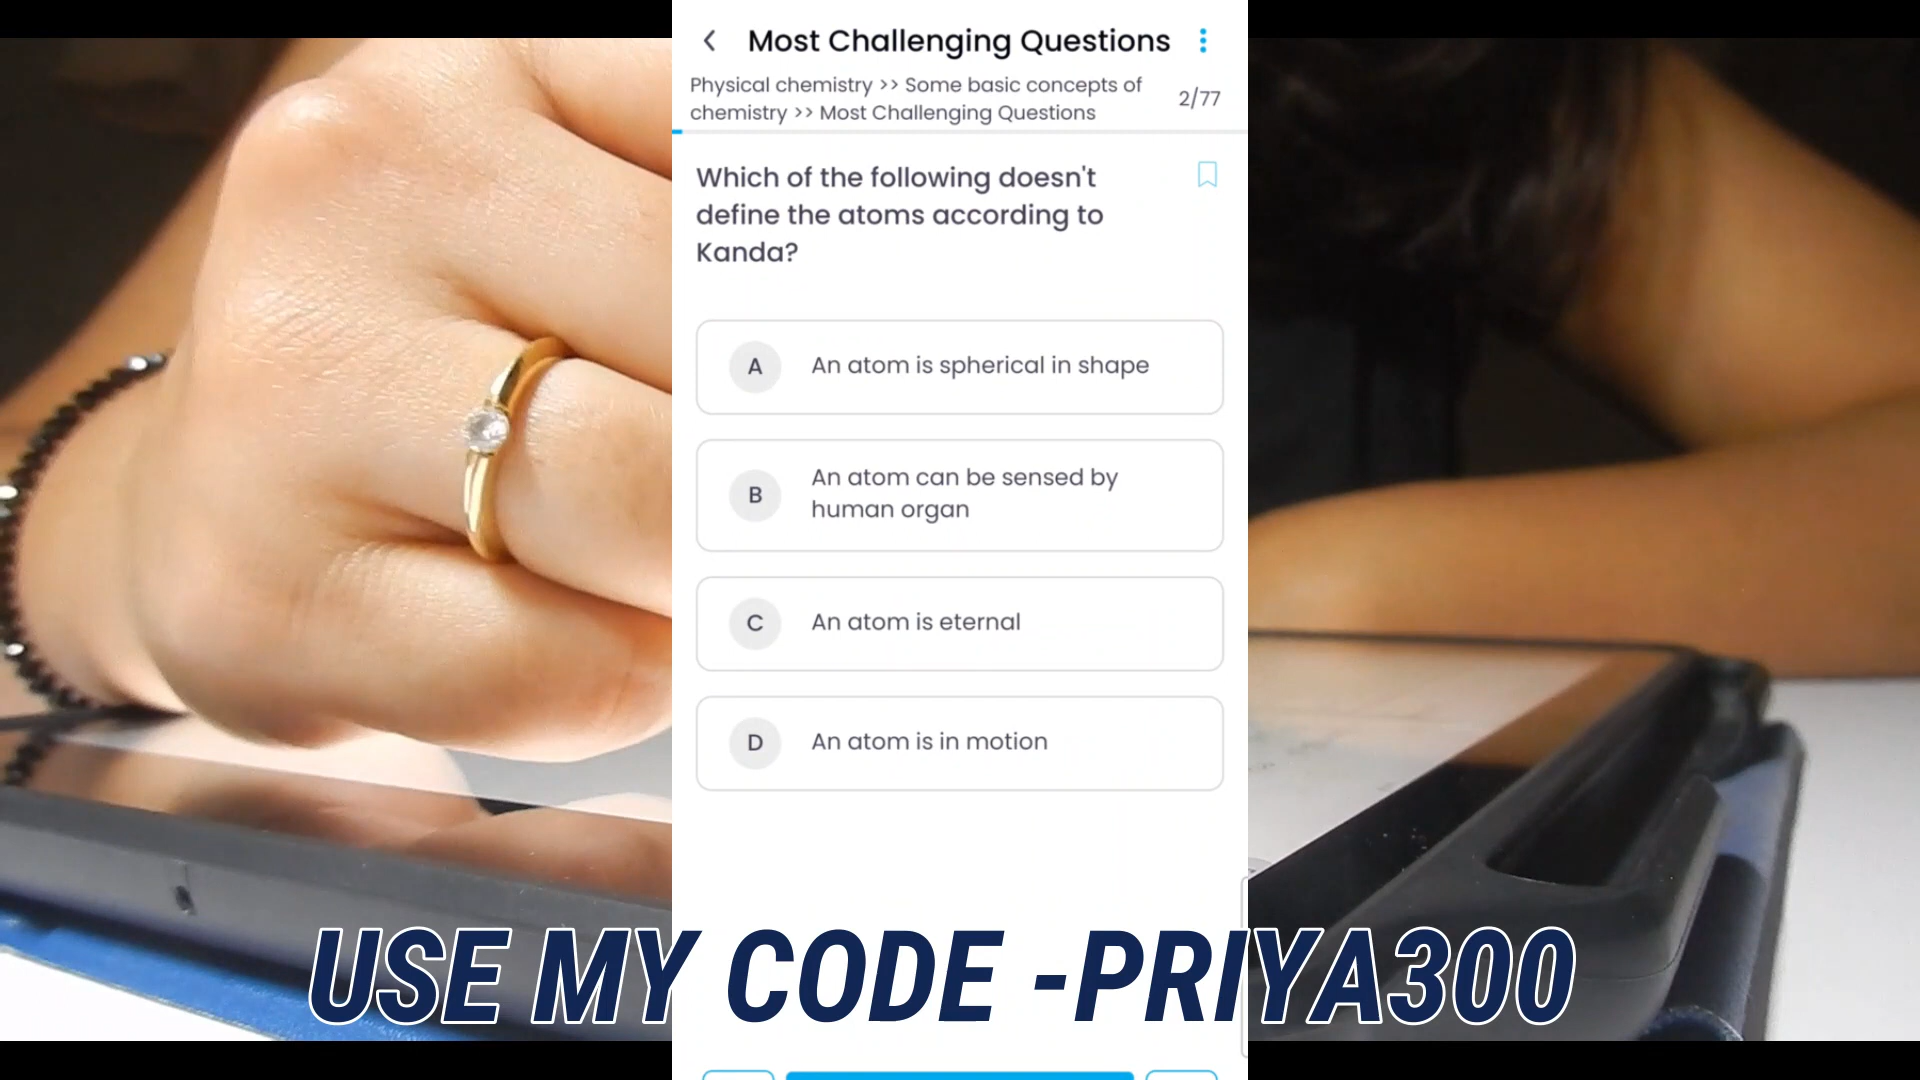 Most Challenging Questions
Physical chemistry >> Some basic concepts of
chemistry >> Most Challenging Questions
2/77
Which of the following doesn't
define the atoms according to
Kanda?
A An atom is spherical in shape
B An atom can be sensed by
human organ
C An atom is eternal
D An atom is in motion
USE MY CODE -PRIYA300